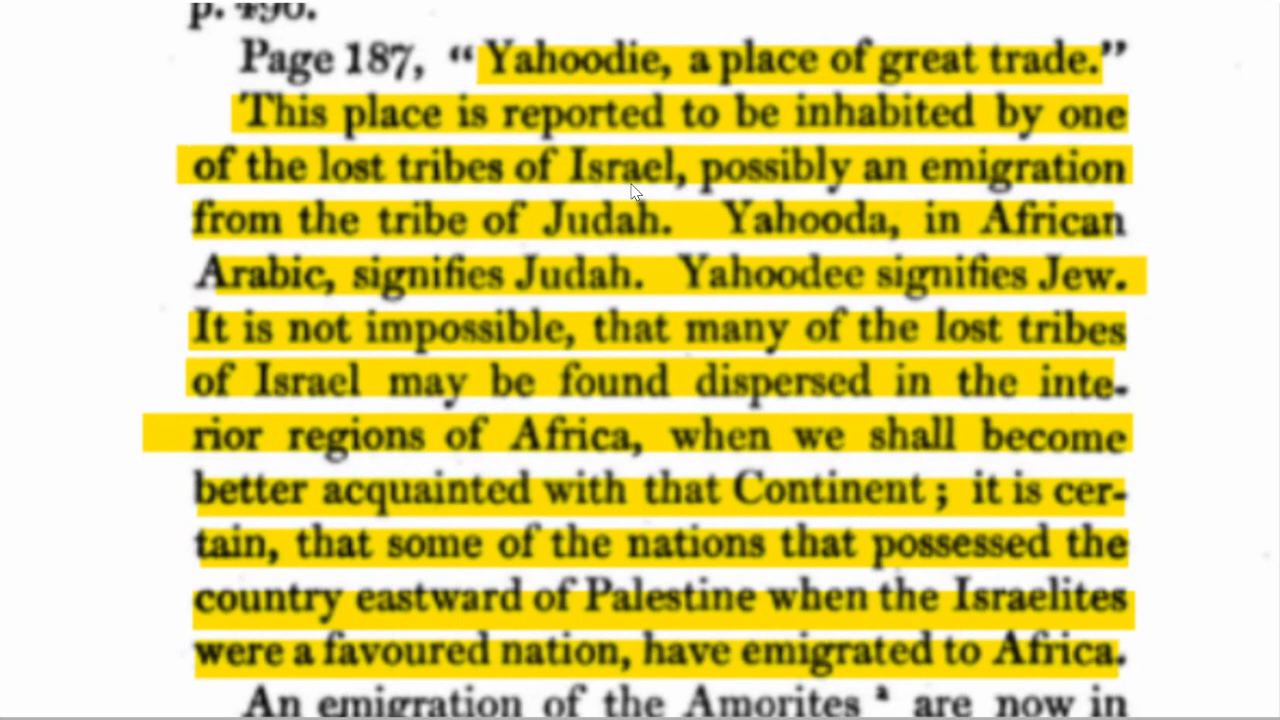 p. 490.
Page 187, “Yahoodie, a place of great trade.”
This place is reported to be inhabited by one
of the lost tribes of Israel, possibly an emigration
from the tribe of Judah. Yahooda, in African
Arabic, signifies Judah. Yahoodee signifies Jew.
It is not impossible, that many of the lost tribes
of Israel may be found dispersed in the inte-
rior regions of Africa, when we shall become
better acquainted with that Continent; it is cer-
tain, that some of the nations that possessed the
country eastward of Palestine when the Israelites
were a favoured nation, have emigrated to Africa.
An emigration of the Amorites ª are now in